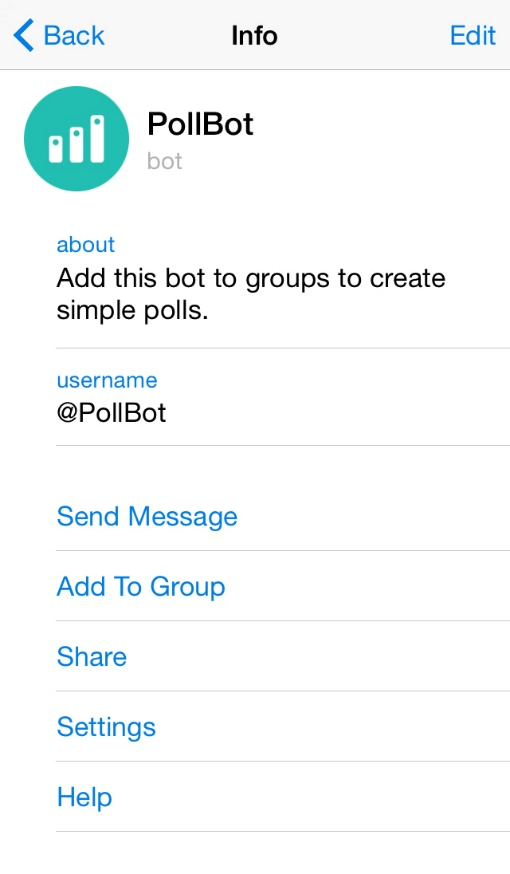 Back Info Edit
PollBot
bot
about
Add this bot to groups to create
simple polls.
username
@PollBot
Send Message
Add To Group
Share
Settings
Help